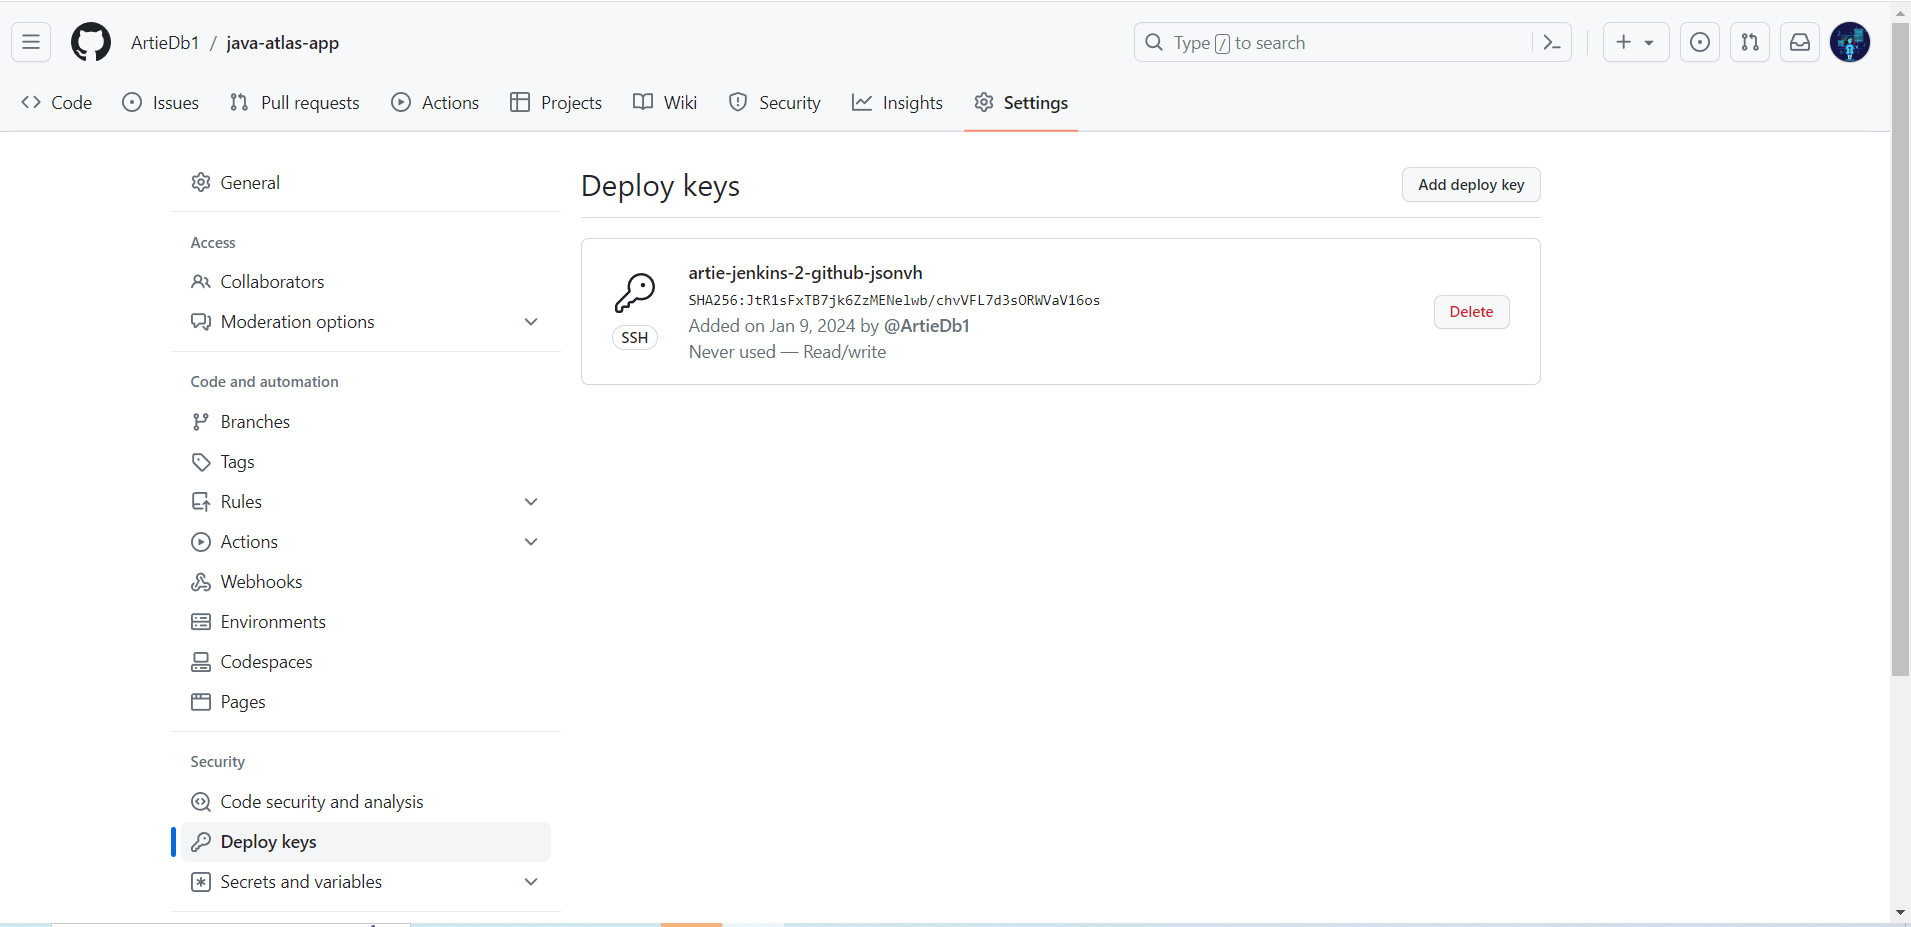 ArtieDb1 / java-atlas-app
Type / to search
Code Issues Pull requests Actions Projects Wiki Security Insights Settings
General
Access
Collaborators
Moderation options
Code and automation
Branches
Tags
Rules
Actions
Webhooks
Environments
Codespaces
Pages
Security
Code security and analysis
Deploy keys
Secrets and variables
Deploy keys
Add deploy key
artie-jenkins-2-github-jsonvh
SHA256:JtR1sFxTB7jk6ZzMENelwb/chvVFL7d3sORWVaV16os
SSH
Added on Jan 9, 2024 by @ArtieDb1
Never used — Read/write
Delete